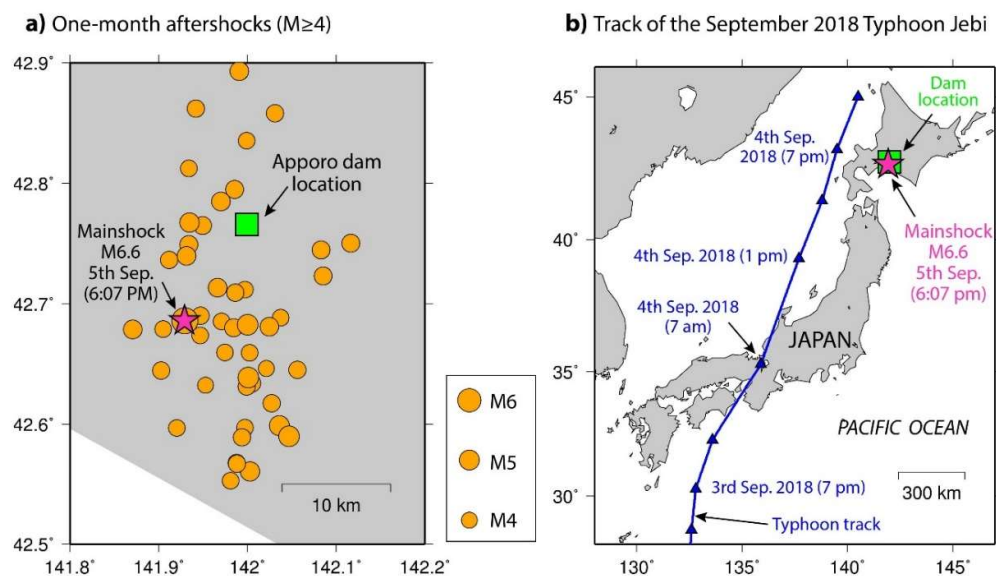 a) One-month aftershocks (M≥4)
42.9°
42.8°
42.7°
42.6°
42.5°
141.8°
141.9°
142.0°
142.1°
142.2°
Apporo dam
location
Mainshock
M6.6
5th Sep.
(6:07 PM)
10 km
M6
M5
M4
b) Track of the September 2018 Typhoon Jebi
45°
40°
35°
30°
130°
135°
140°
145°
Dam
location
4th Sep.
2018 (7 pm)
4th Sep. 2018 (1 pm)
4th Sep. 2018
(7 am)
Mainshock
M6.6
5th Sep.
(6:07 pm)
JAPAN
PACIFIC OCEAN
3rd Sep. 2018 (7 pm)
Typhoon track
300 km